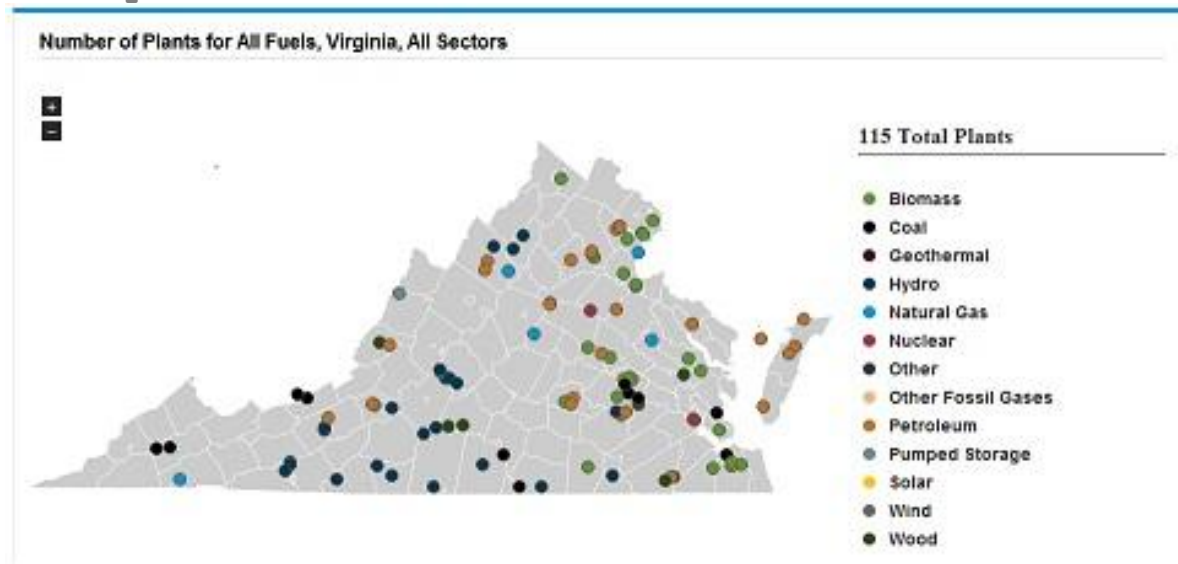 Number of Plants for All Fuels, Virginia, All Sectors
+
−
115 Total Plants
Biomass
Coal
Geothermal
Hydro
Natural Gas
Nuclear
Other
Other Fossil Gases
Petroleum
Pumped Storage
Solar
Wind
Wood